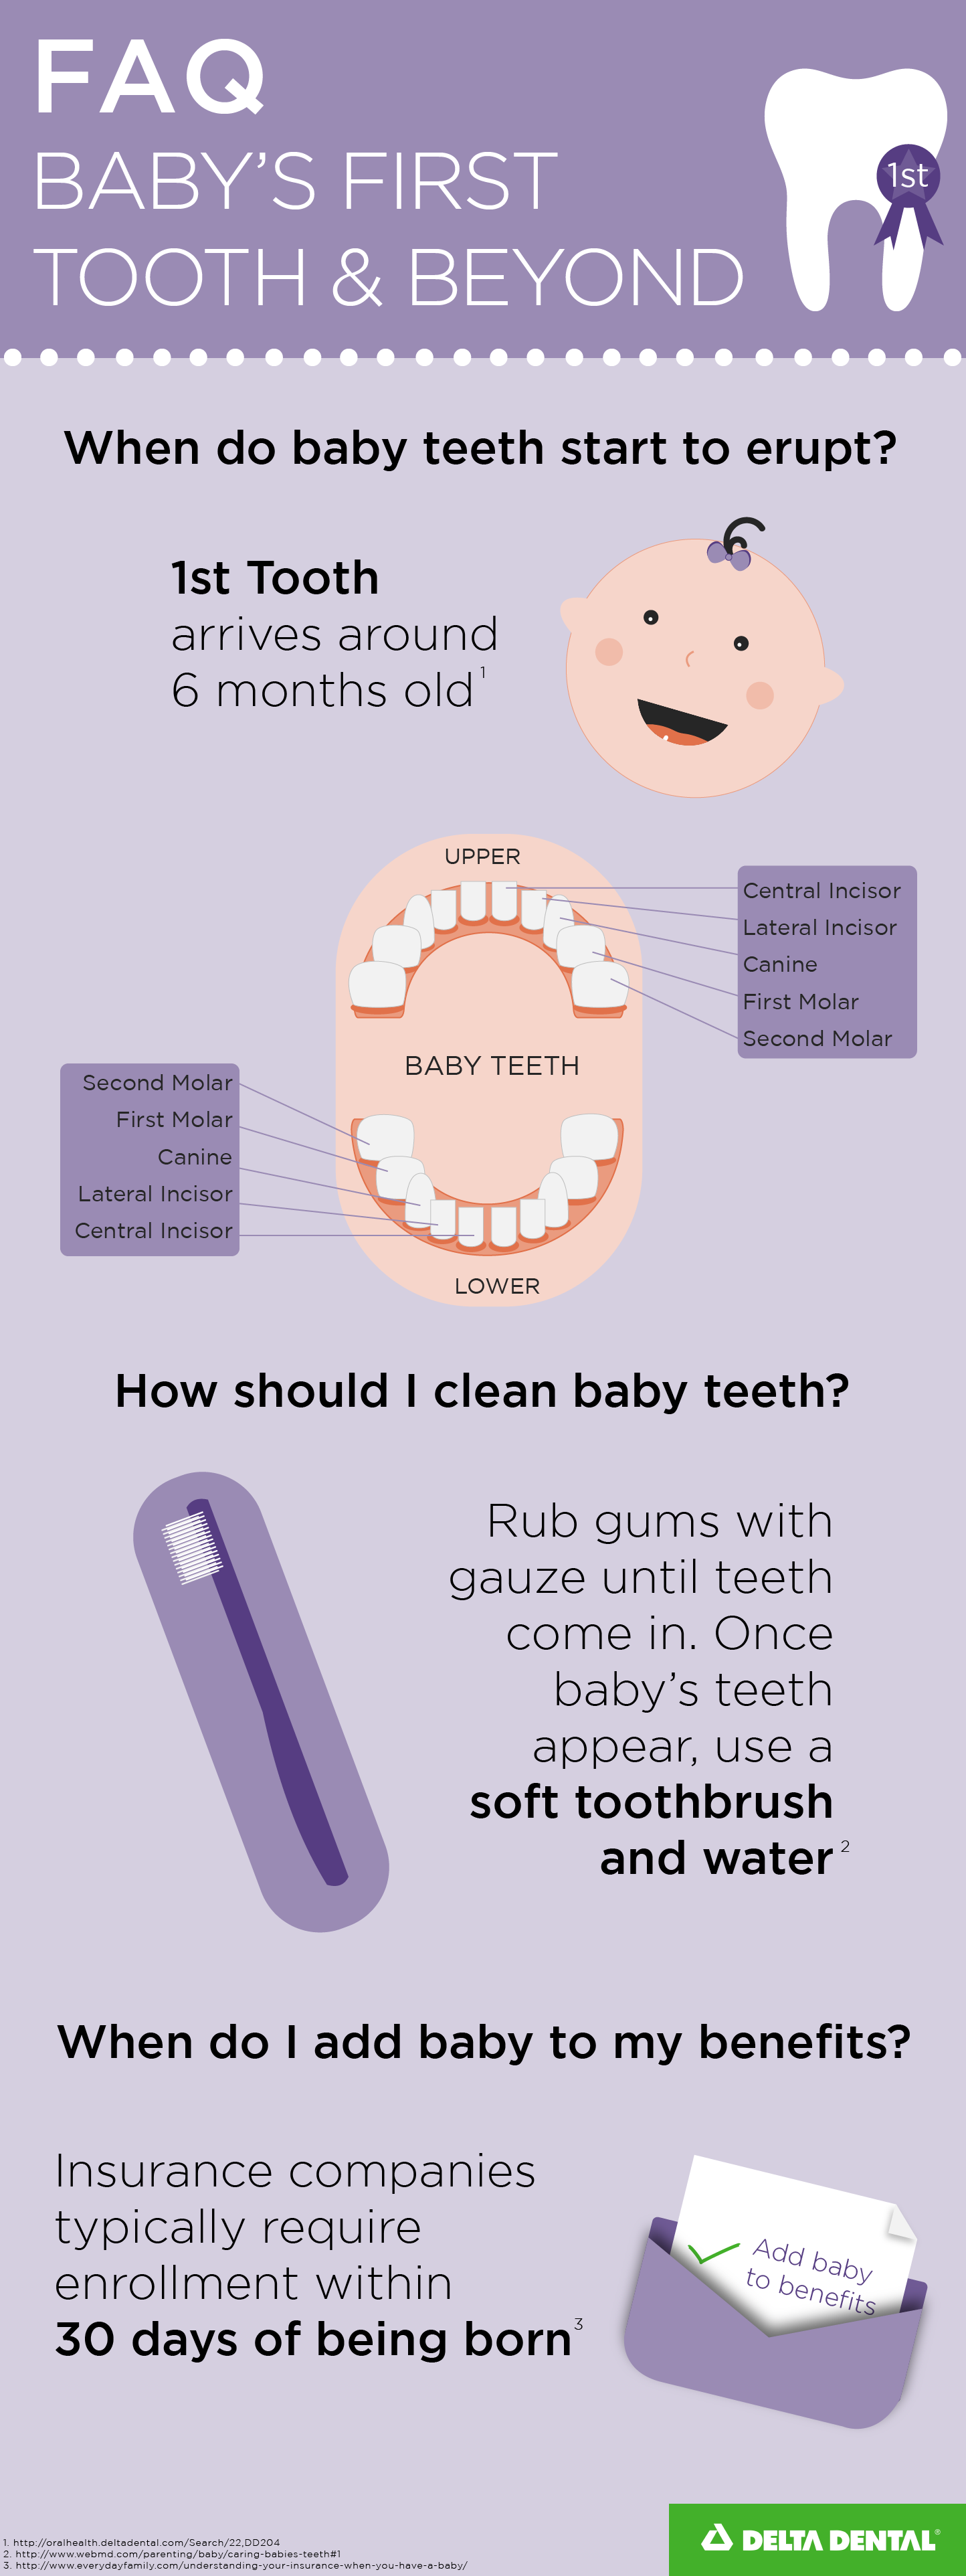 FAQ
BABY'S FIRST
TOOTH & BEYOND
1st
When do baby teeth start to erupt?
1st Tooth
arrives around
6 months old 1
UPPER
Central Incisor
Lateral Incisor
Canine
First Molar
Second Molar
BABY TEETH
Second Molar
First Molar
Canine
Lateral Incisor
Central Incisor
LOWER
How should I clean baby teeth?
Rub gums with
gauze until teeth
come in. Once
baby's teeth
appear, use a
soft toothbrush
and water 2
When do I add baby to my benefits?
Insurance companies
typically require
enrollment within
30 days of being born 3
Add baby
to benefits
1. http://oralhealth.deltadental.com/Search/22,DD204
2. http://www.webmd.com/parenting/baby/caring-babies-teeth#1
3. http://www.everydayfamily.com/understanding-your-insurance-when-you-have-a-baby/
DELTA DENTAL®